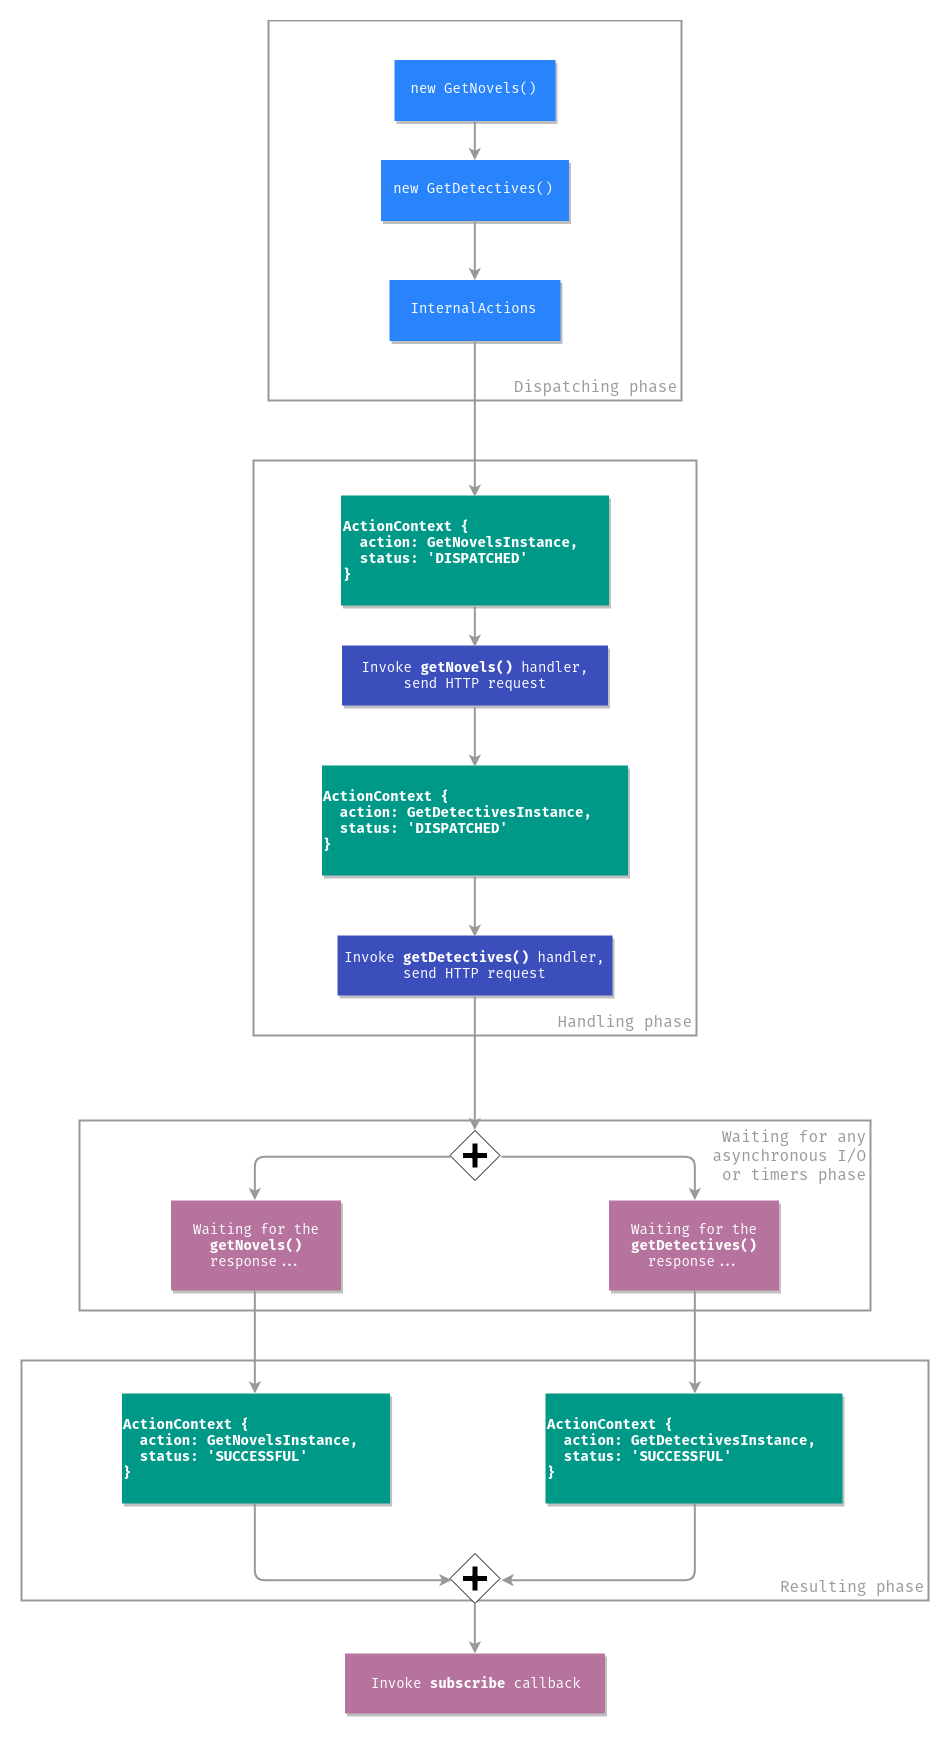 new GetNovels()
new GetDetectives()
InternalActions
Dispatching phase
ActionContext {
  action: GetNovelsInstance,
  status: 'DISPATCHED'
}
Invoke getNovels() handler,
send HTTP request
ActionContext {
  action: GetDetectivesInstance,
  status: 'DISPATCHED'
}
Invoke getDetectives() handler,
send HTTP request
Handling phase
Waiting for any
asynchronous I/O
or timers phase
Waiting for the
getNovels()
response...
Waiting for the
getDetectives()
response...
ActionContext {
  action: GetNovelsInstance,
  status: 'SUCCESSFUL'
}
ActionContext {
  action: GetDetectivesInstance,
  status: 'SUCCESSFUL'
}
Resulting phase
Invoke subscribe callback